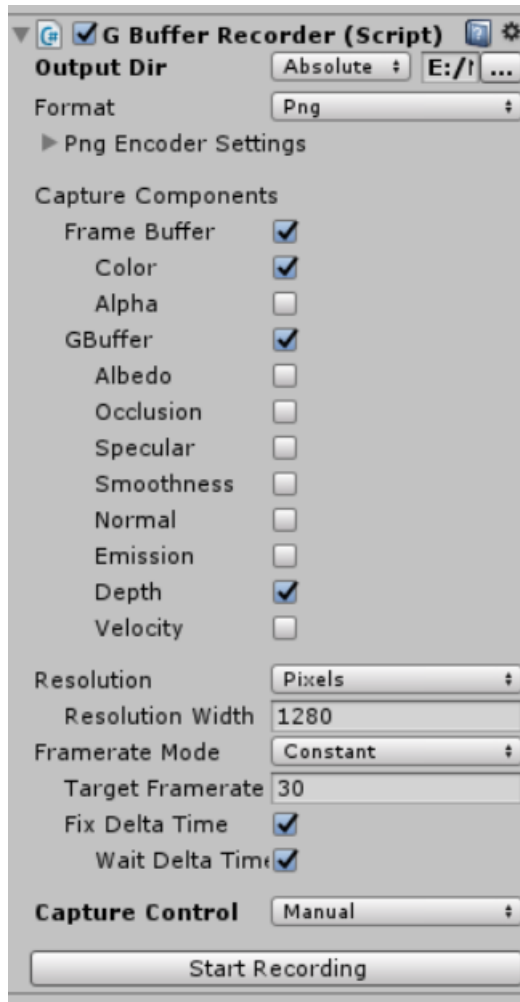 G Buffer Recorder (Script)
Output Dir Absolute E:/ ...
Format Png
Png Encoder Settings
Capture Components
Frame Buffer
Color
Alpha
GBuffer
Albedo
Occlusion
Specular
Smoothness
Normal
Emission
Depth
Velocity
Resolution Pixels
Resolution Width 1280
Framerate Mode Constant
Target Framerate 30
Fix Delta Time
Wait Delta Time
Capture Control Manual
Start Recording